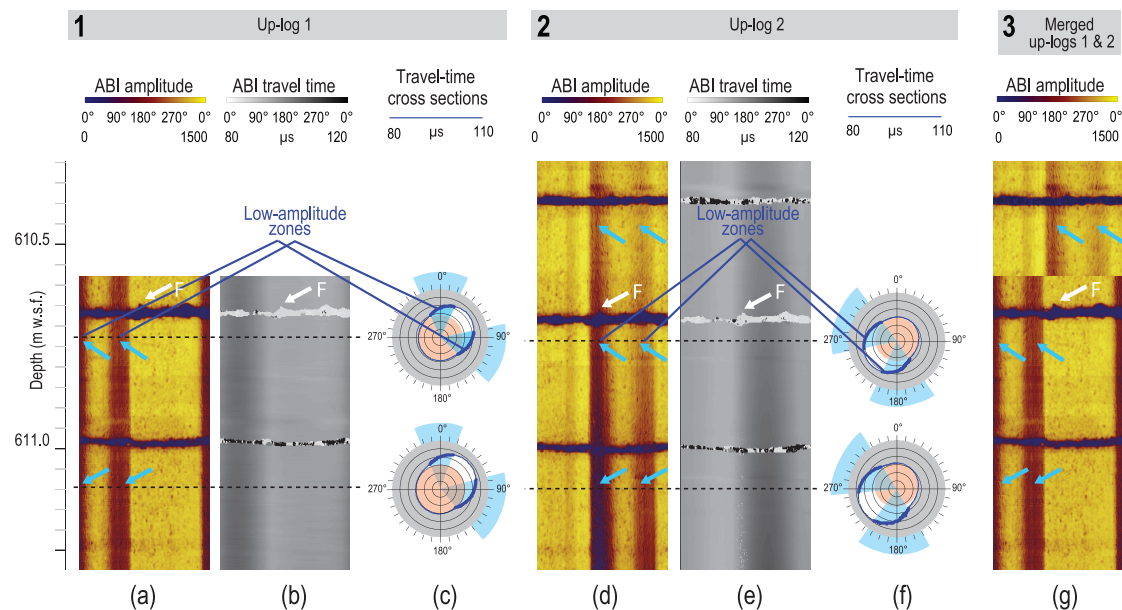 1 Up-log 1
2 Up-log 2
3 Merged
up-logs 1 & 2
ABI amplitude
0° 90° 180° 270° 0°
0 1500
ABI travel time
0° 90° 180° 270° 0°
80 µs 120
Travel-time
cross sections
80 µs 110
ABI amplitude
0° 90° 180° 270° 0°
0 1500
ABI travel time
0° 90° 180° 270° 0°
80 µs 120
Travel-time
cross sections
80 µs 110
ABI amplitude
0° 90° 180° 270° 0°
0 1500
Depth (m w.s.f.)
610.5
611.0
Low-amplitude
zones
F
F
0°
270° 90°
180°
0°
270° 90°
180°
Low-amplitude
zones
F
F
0°
270° 90°
180°
0°
270° 90°
180°
F
(a) (b) (c) (d) (e) (f) (g)